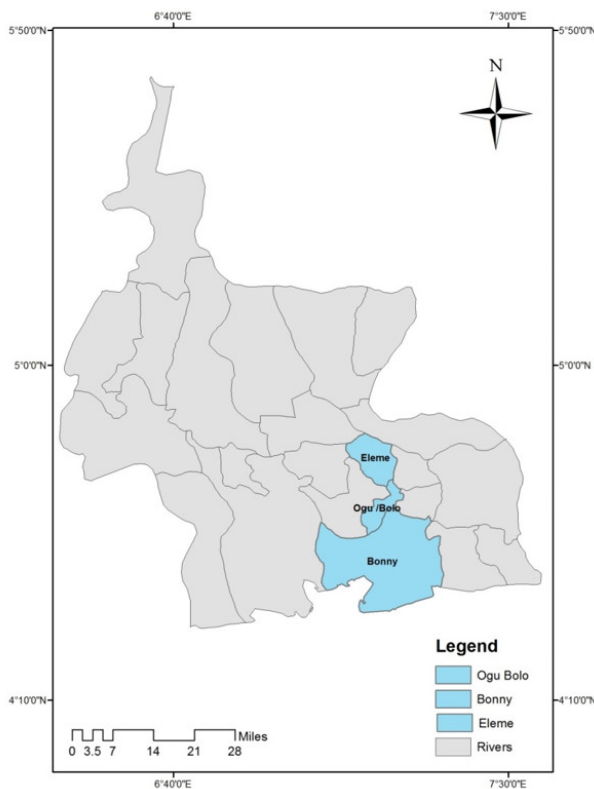 6°40'0"E 7°30'0"E
5°50'0"N 5°50'0"N
N
5°0'0"N 5°0'0"N
Eleme
Ogu /Bolo
Bonny
Legend
Ogu Bolo
Bonny
Eleme
Rivers
4°10'0"N 4°10'0"N
Miles
0 3.5 7 14 21 28
6°40'0"E 7°30'0"E